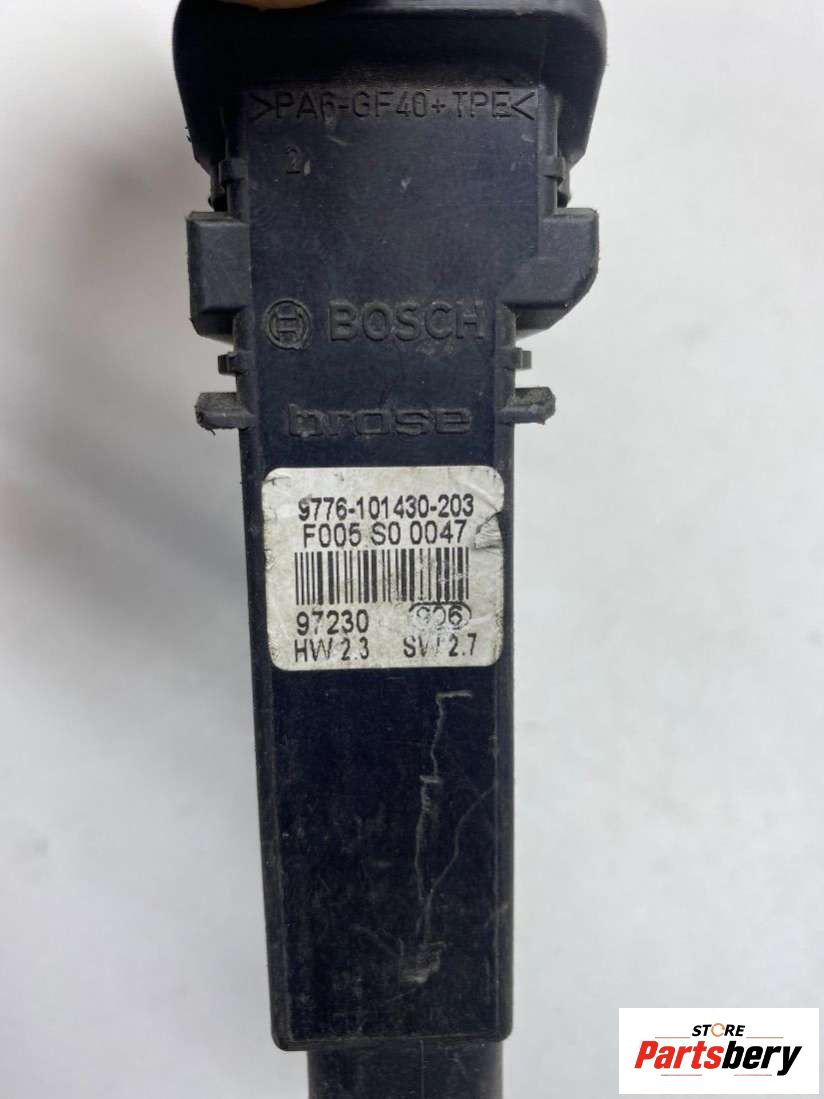 >PA6-GF40+TPE<
2
BOSCH
brose
9776-101430-203
F005 S0 0047
97230 906
HW 2.3 SW 2.7
STORE
Partsbery